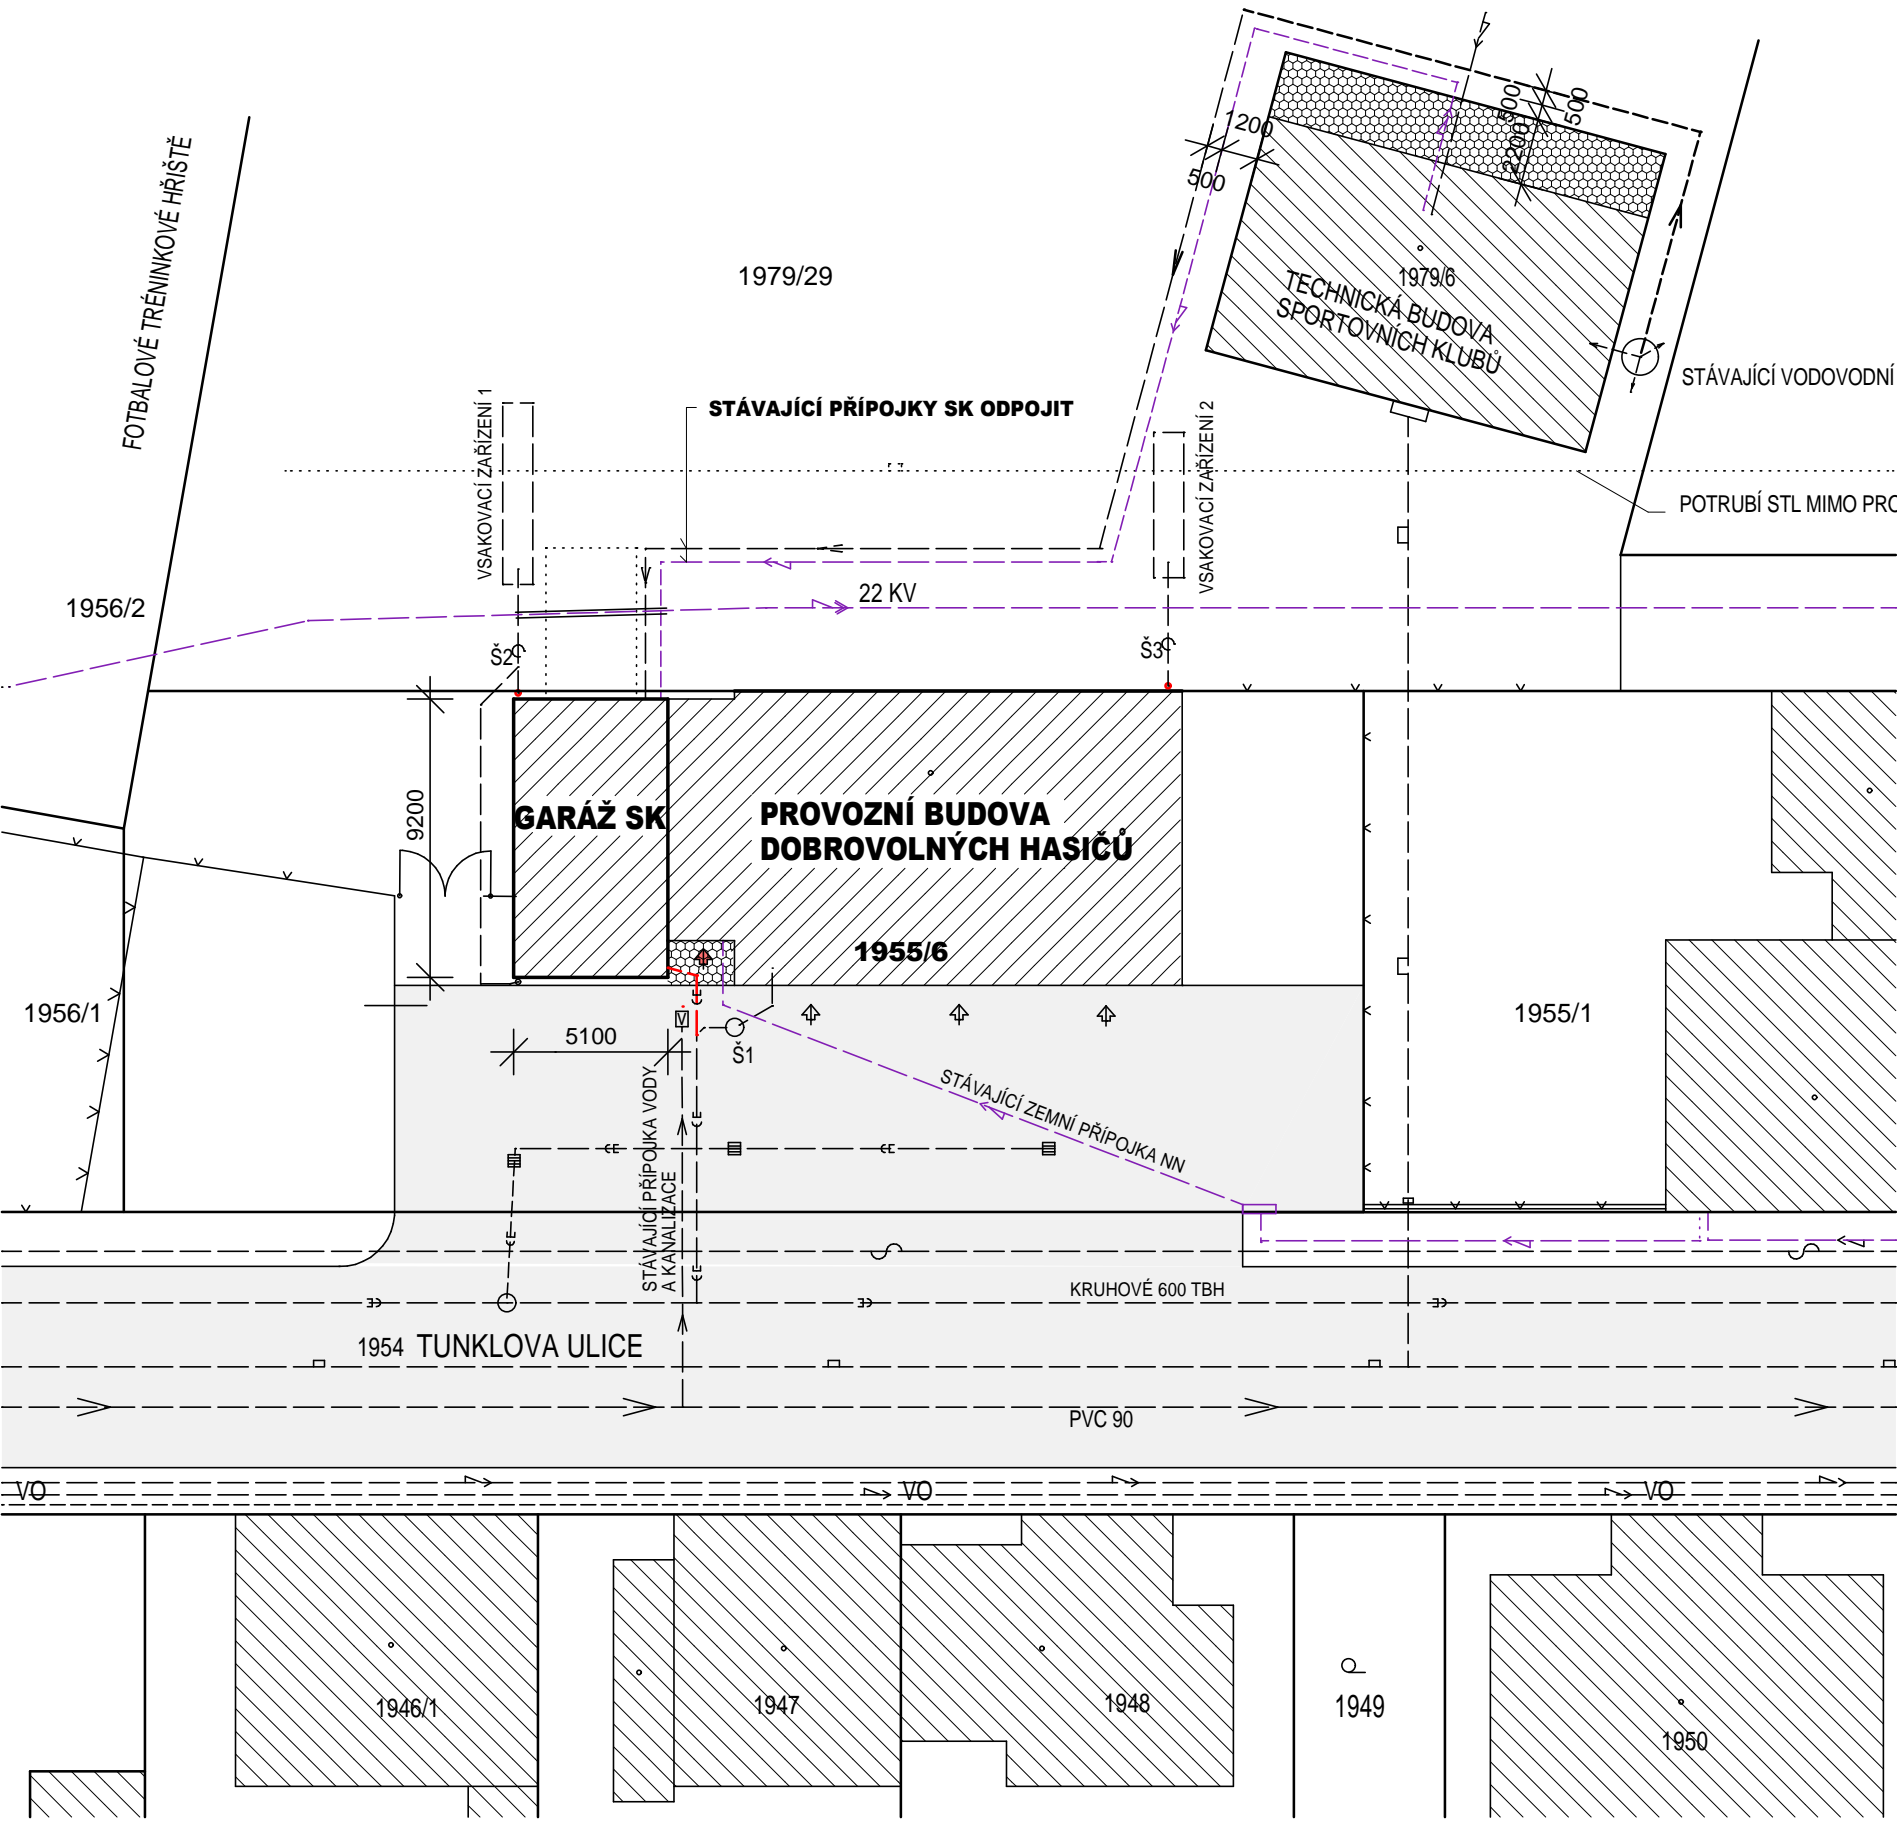 FOTBALOVÉ TRÉNINKOVÉ HŘIŠTĚ
1979/29
1200
500
500
2200
500
1979/6
TECHNICKÁ BUDOVA
SPORTOVNÍCH KLUBŮ
STÁVAJÍCÍ VODOVODNÍ
VSAKOVACÍ ZAŘÍZENÍ 1
STÁVAJÍCÍ PŘÍPOJKY SK ODPOJIT
VSAKOVACÍ ZAŘÍZENÍ 2
POTRUBÍ STL MIMO PRO
1956/2
22 KV
Š2
Š3
9200
GARÁŽ SK
PROVOZNÍ BUDOVA
DOBROVOLNÝCH HASIČŮ
1955/6
1956/1
V
5100
Š1
1955/1
STÁVAJÍCÍ PŘÍPOJKA VODY
A KANALIZACE
STÁVAJÍCÍ ZEMNÍ PŘÍPOJKA NN
KRUHOVÉ 600 TBH
1954 TUNKLOVA ULICE
PVC 90
VO
VO
VO
1946/1
1947
1948
1949
1950